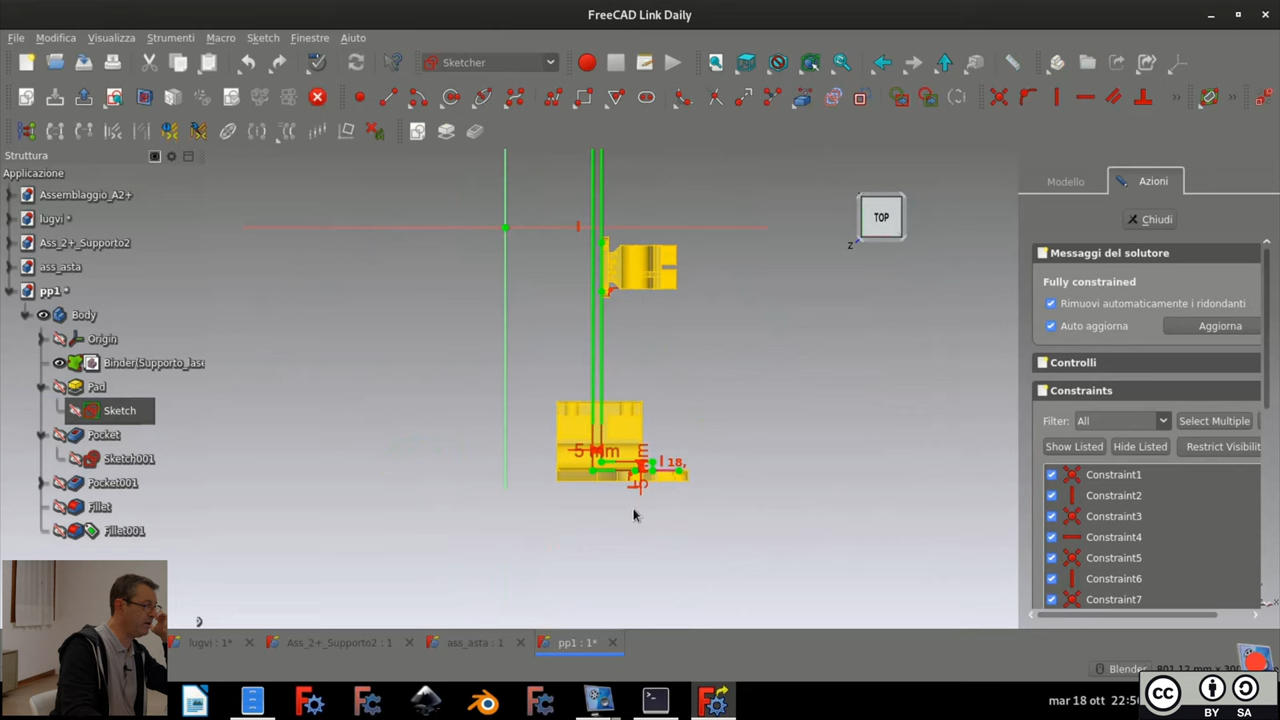 FreeCAD Link Daily
File Modifica Visualizza Strumenti Macro Sketch Finestre Aiuto
Sketcher
Struttura
Applicazione
Assemblaggio_A2+
lugvi *
Ass_2+_Supporto2
ass_asta
pp1 *
Body
Origin
Binder(Supporto_lase
Pad
Sketch
Pocket
Sketch001
Pocket001
Fillet
Fillet001
TOP
Z
5 mm
18,
Modello Azioni
Chiudi
Messaggi del solutore
Fully constrained
Rimuovi automaticamente i ridondanti
Auto aggiorna Aggiorna
Controlli
Constraints
Filter: All Select Multiple
Show Listed Hide Listed Restrict Visibilit
Constraint1
Constraint2
Constraint3
Constraint4
Constraint5
Constraint6
Constraint7
lugvi : 1* Ass_2+_Supporto2 : 1 ass_asta : 1 pp1 : 1*
Blender
mar 18 ott
cc BY SA